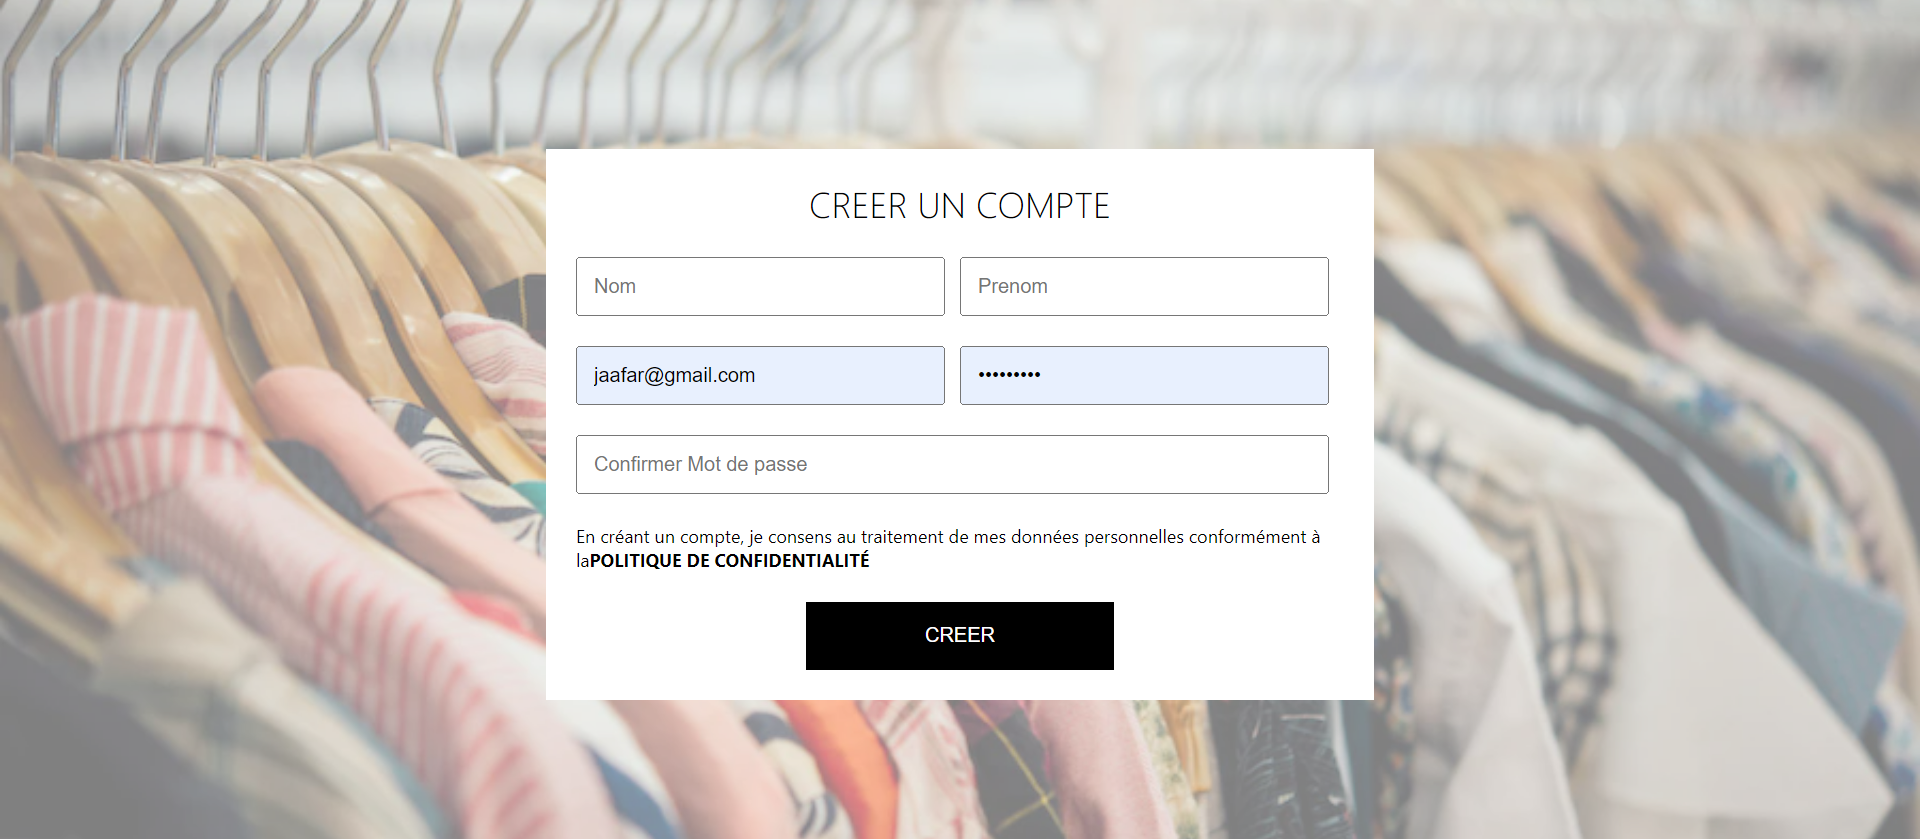 CREER UN COMPTE
Nom
Prenom
jaafar@gmail.com
•••••••••
Confirmer Mot de passe
En créant un compte, je consens au traitement de mes données personnelles conformément à
laPOLITIQUE DE CONFIDENTIALITÉ
CREER